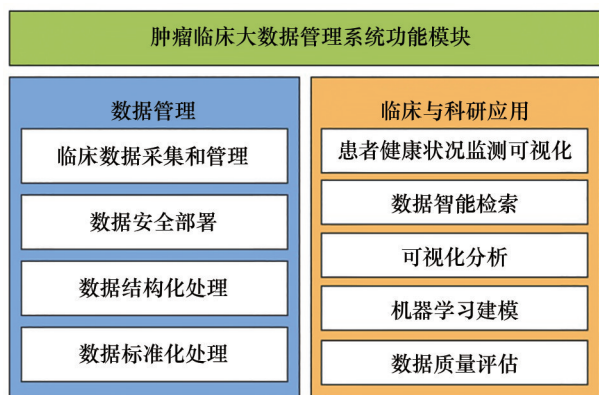 肿瘤临床大数据管理系统功能模块
数据管理
临床数据采集和管理
数据安全部署
数据结构化处理
数据标准化处理
临床与科研应用
患者健康状况监测可视化
数据智能检索
可视化分析
机器学习建模
数据质量评估